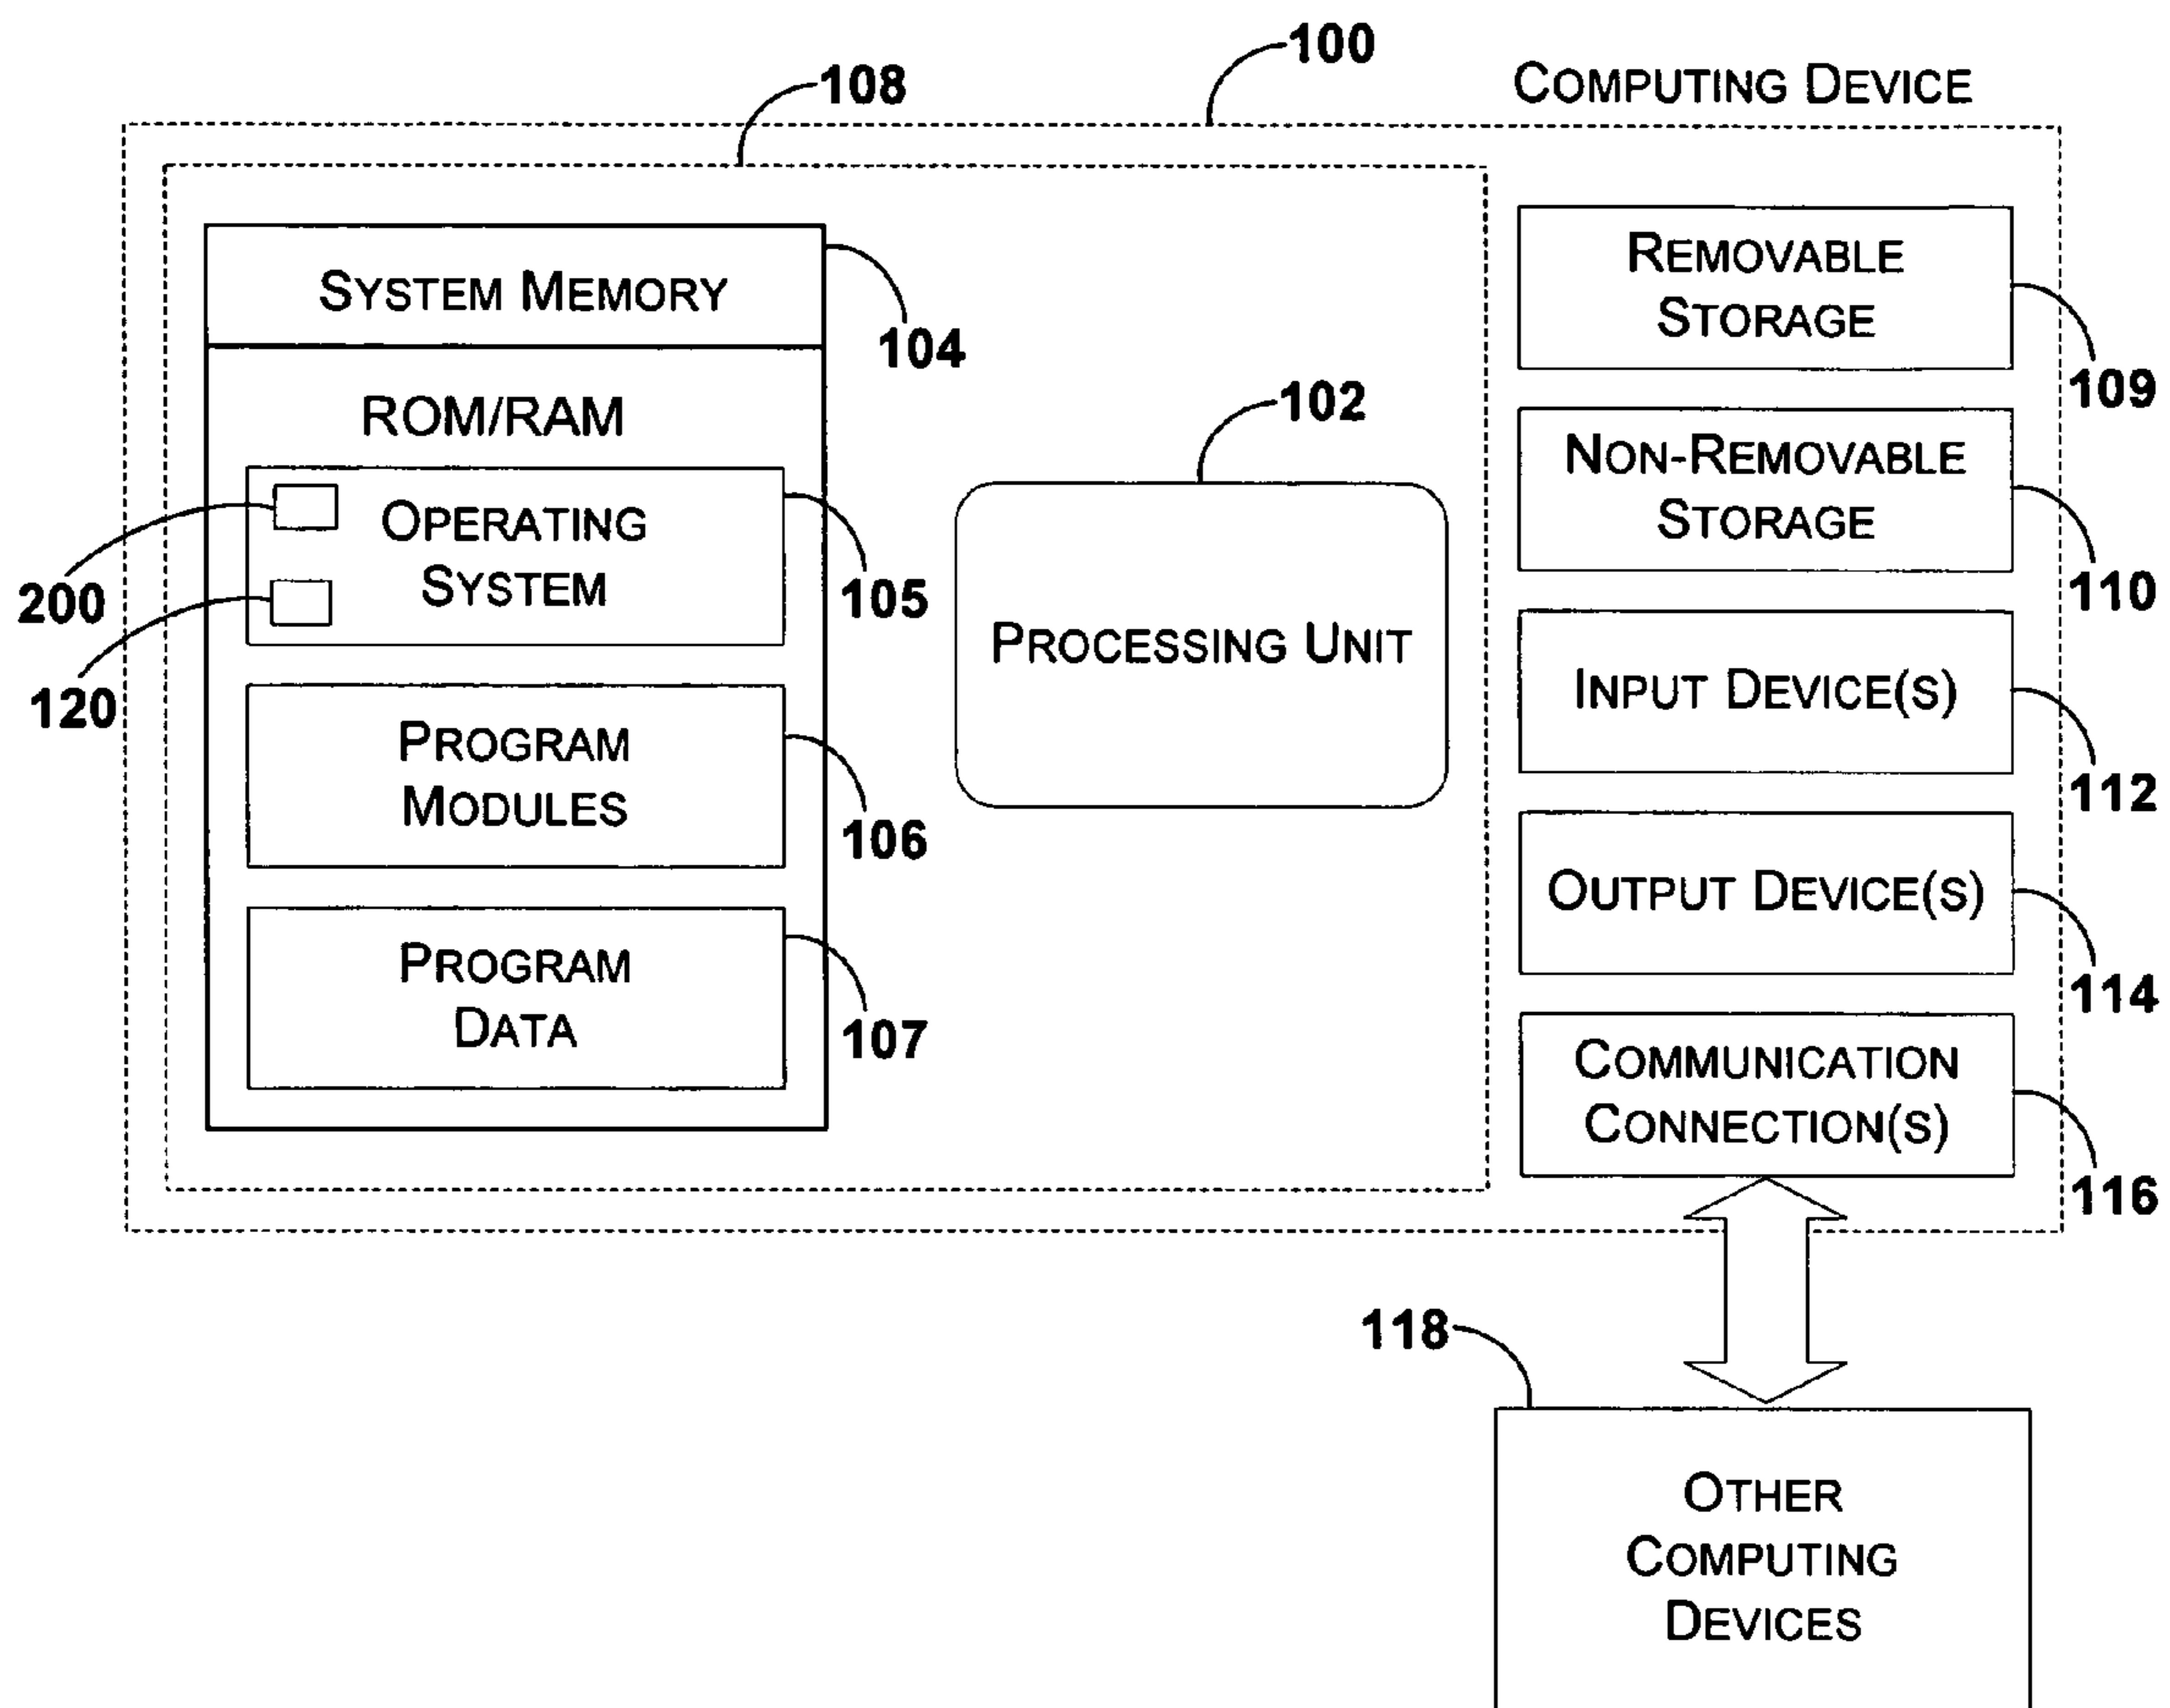 100
COMPUTING DEVICE
108
SYSTEM MEMORY
104
ROM/RAM
OPERATING
SYSTEM
105
200
120
PROGRAM
MODULES
106
PROGRAM
DATA
107
102
PROCESSING UNIT
REMOVABLE
STORAGE
109
NON-REMOVABLE
STORAGE
110
INPUT DEVICE(S)
112
OUTPUT DEVICE(S)
114
COMMUNICATION
CONNECTION(S)
116
118
OTHER
COMPUTING
DEVICES